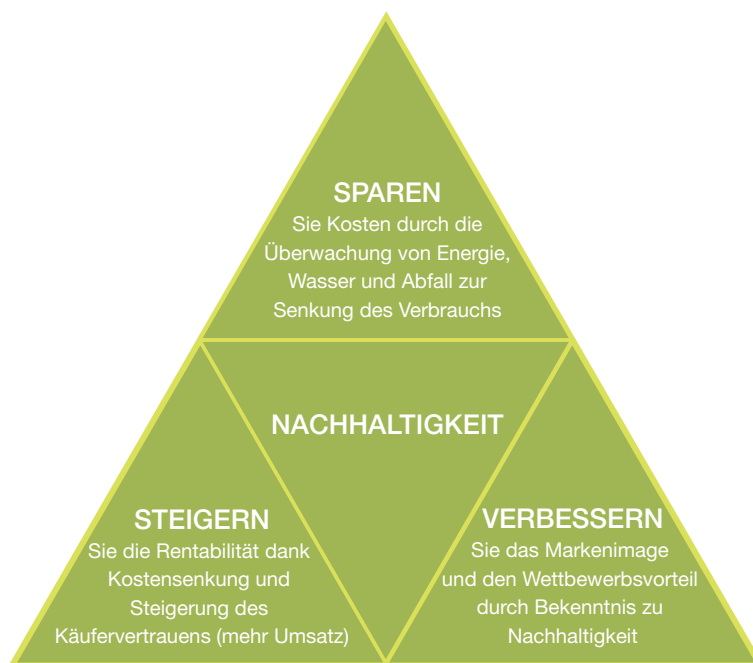 SPAREN
Sie Kosten durch die
Überwachung von Energie,
Wasser und Abfall zur
Senkung des Verbrauchs
NACHHALTIGKEIT
STEIGERN
Sie die Rentabilität dank
Kostensenkung und
Steigerung des
Käufervertrauens (mehr Umsatz)
VERBESSERN
Sie das Markenimage
und den Wettbewerbsvorteil
durch Bekenntnis zu
Nachhaltigkeit